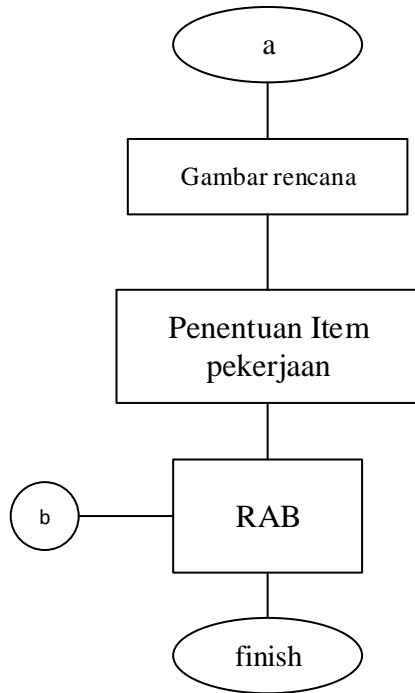 a
Gambar rencana
Penentuan Item
pekerjaan
b
RAB
finish